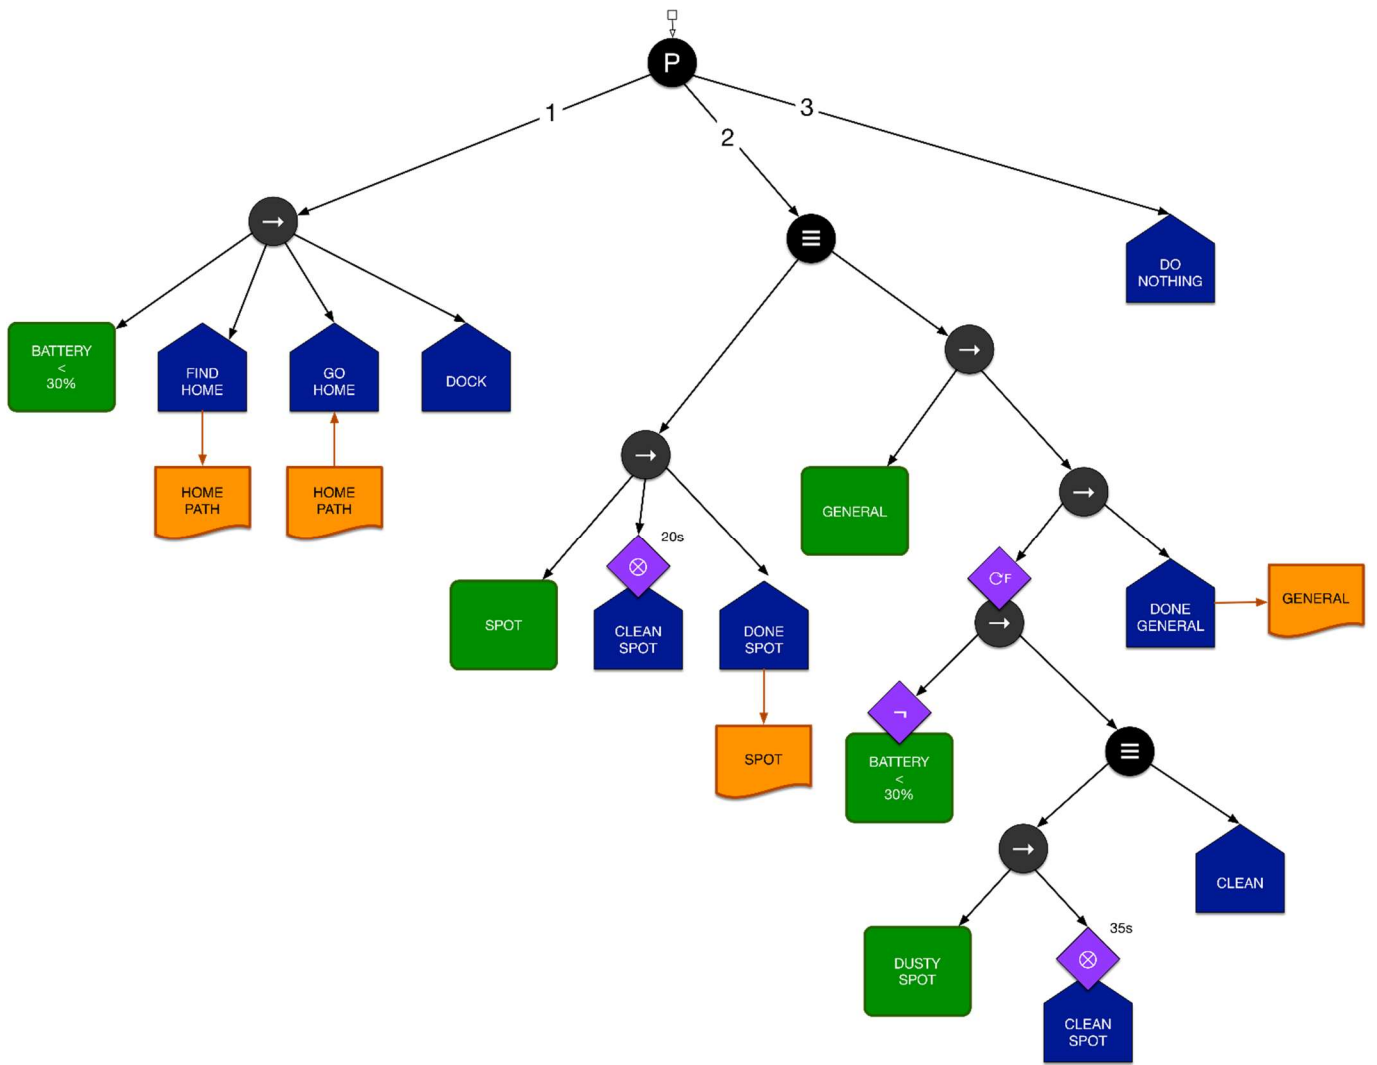 P
1
2
3
→
≡
DO
NOTHING
BATTERY
<
30%
FIND
HOME
GO
HOME
DOCK
→
HOME
PATH
HOME
PATH
→
GENERAL
→
20s
⊗
SPOT
CLEAN
SPOT
DONE
SPOT
SPOT
F
→
DONE
GENERAL
GENERAL
¬
BATTERY
<
30%
≡
→
CLEAN
DUSTY
SPOT
35s
⊗
CLEAN
SPOT